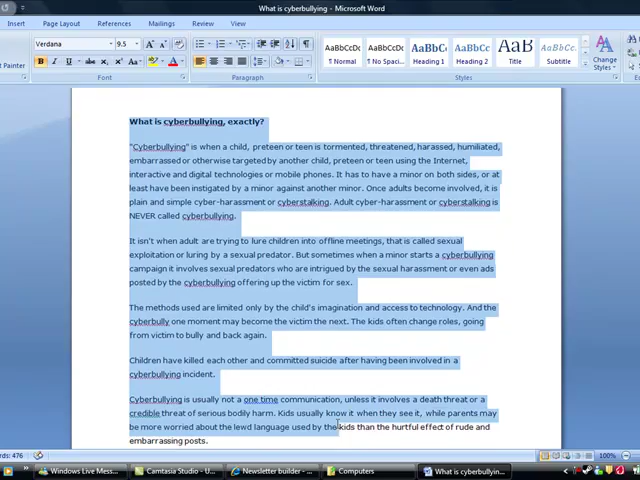 What is cyberbullying - Microsoft Word
Insert Page Layout References Mailings Review View
Painter
Verdana 9.5
Font Paragraph Styles
AaBbCcDc AaBbCcDc AaBbC AaBbCc AaB AaBbCc.
¶ Normal ¶ No Spaci... Heading 1 Heading 2 Title Subtitle
Change
Styles
What is cyberbullying, exactly?
"Cyberbullying" is when a child, preteen or teen is tormented, threatened, harassed, humiliated,
embarrassed or otherwise targeted by another child, preteen or teen using the Internet,
interactive and digital technologies or mobile phones. It has to have a minor on both sides, or at
least have been instigated by a minor against another minor. Once adults become involved, it is
plain and simple cyber-harassment or cyberstalking. Adult cyber-harassment or cyberstalking is
NEVER called cyberbullying.
It isn't when adult are trying to lure children into offline meetings, that is called sexual
exploitation or luring by a sexual predator. But sometimes when a minor starts a cyberbullying
campaign it involves sexual predators who are intrigued by the sexual harassment or even ads
posted by the cyberbullying offering up the victim for sex.
The methods used are limited only by the child's imagination and access to technology. And the
cyberbully one moment may become the victim the next. The kids often change roles, going
from victim to bully and back again.
Children have killed each other and committed suicide after having been involved in a
cyberbullying incident.
Cyberbullying is usually not a one time communication, unless it involves a death threat or a
credible threat of serious bodily harm. Kids usually know it when they see it, while parents may
be more worried about the lewd language used by the kids than the hurtful effect of rude and
embarrassing posts.
Words: 476 100%
Windows Live Mess... Camtasia Studio - U... Newsletter builder - ... Computers What is cyberbullyin...